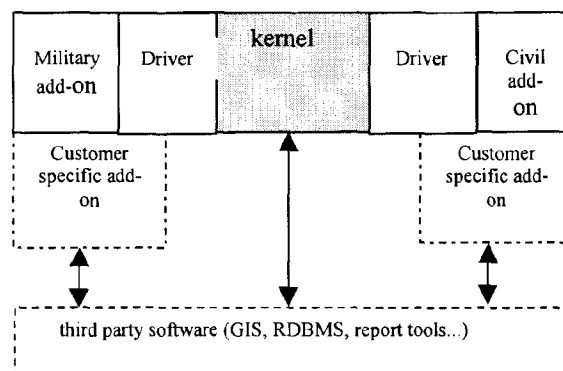 kernel
Military
add-on
Driver
Driver
Civil
add-
on
Customer
specific add-
on
Customer
specific add-
on
third party software (GIS, RDBMS, report tools...)